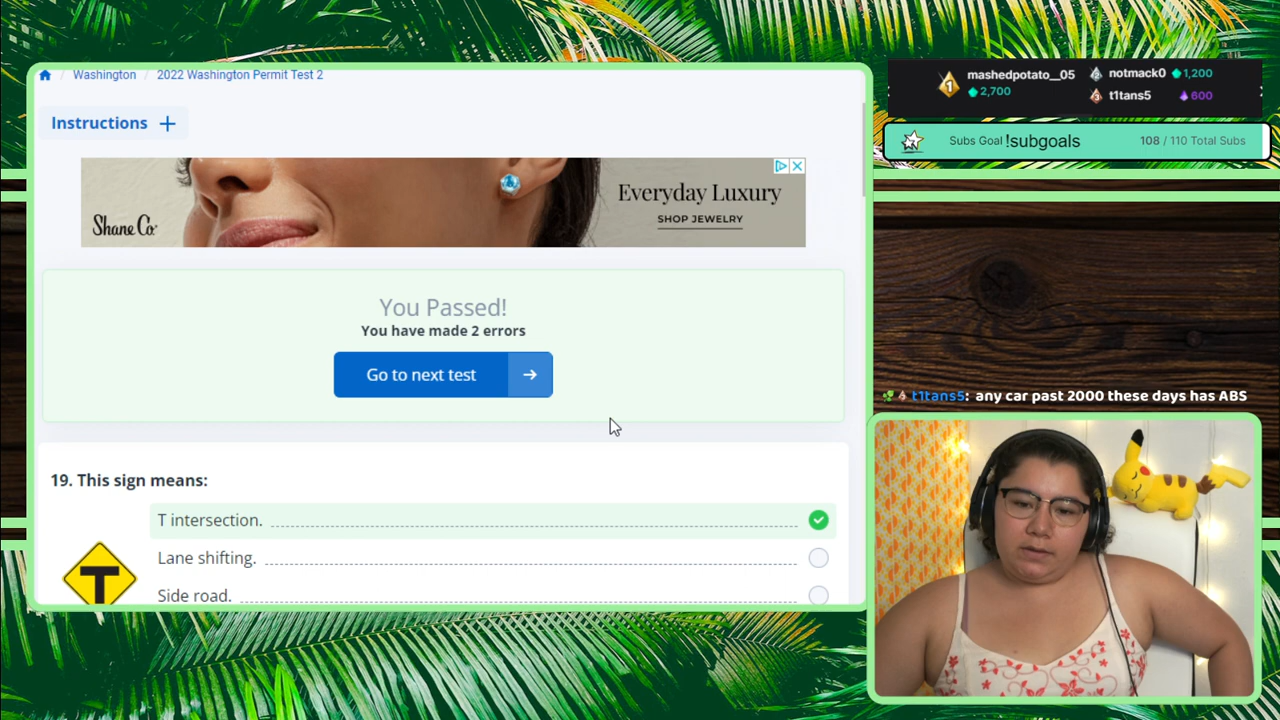 Washington / 2022 Washington Permit Test 2
Instructions +
Shane Co.
Everyday Luxury
SHOP JEWELRY
You Passed!
You have made 2 errors
Go to next test →
19. This sign means:
T intersection.
Lane shifting.
Side road.
T
1 mashedpotato__05
2,700
notmack0 1,200
3 t1tans5 600
Subs Goal !subgoals 108 / 110 Total Subs
t1tans5: any car past 2000 these days has ABS